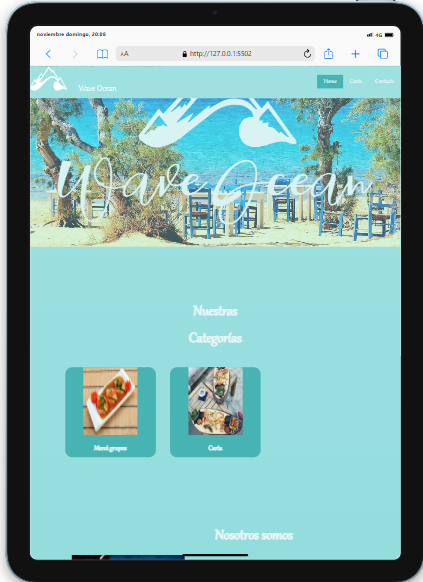 noviembre domingo, 20:08
4G
AA
http://127.0.0.1:5502
Wave Ocean
Home
Carta
Contacto
Wave Ocean
Nuestras
Categorías
Menú grupos
Carta
Nosotros somos